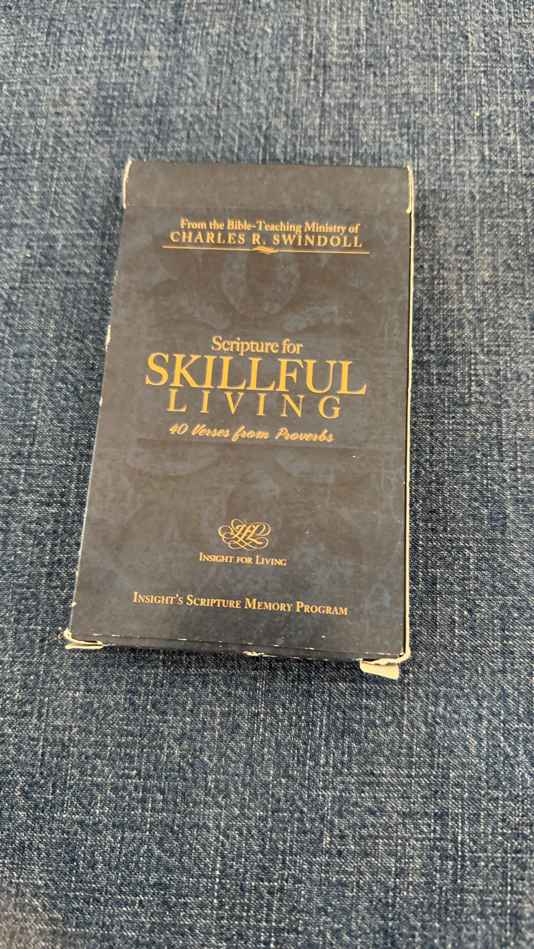 From the Bible-Teaching Ministry of
CHARLES R. SWINDOLL
Scripture for
SKILLFUL
LIVING
40 Verses from Proverbs
IFL
INSIGHT FOR LIVING
INSIGHT'S SCRIPTURE MEMORY PROGRAM